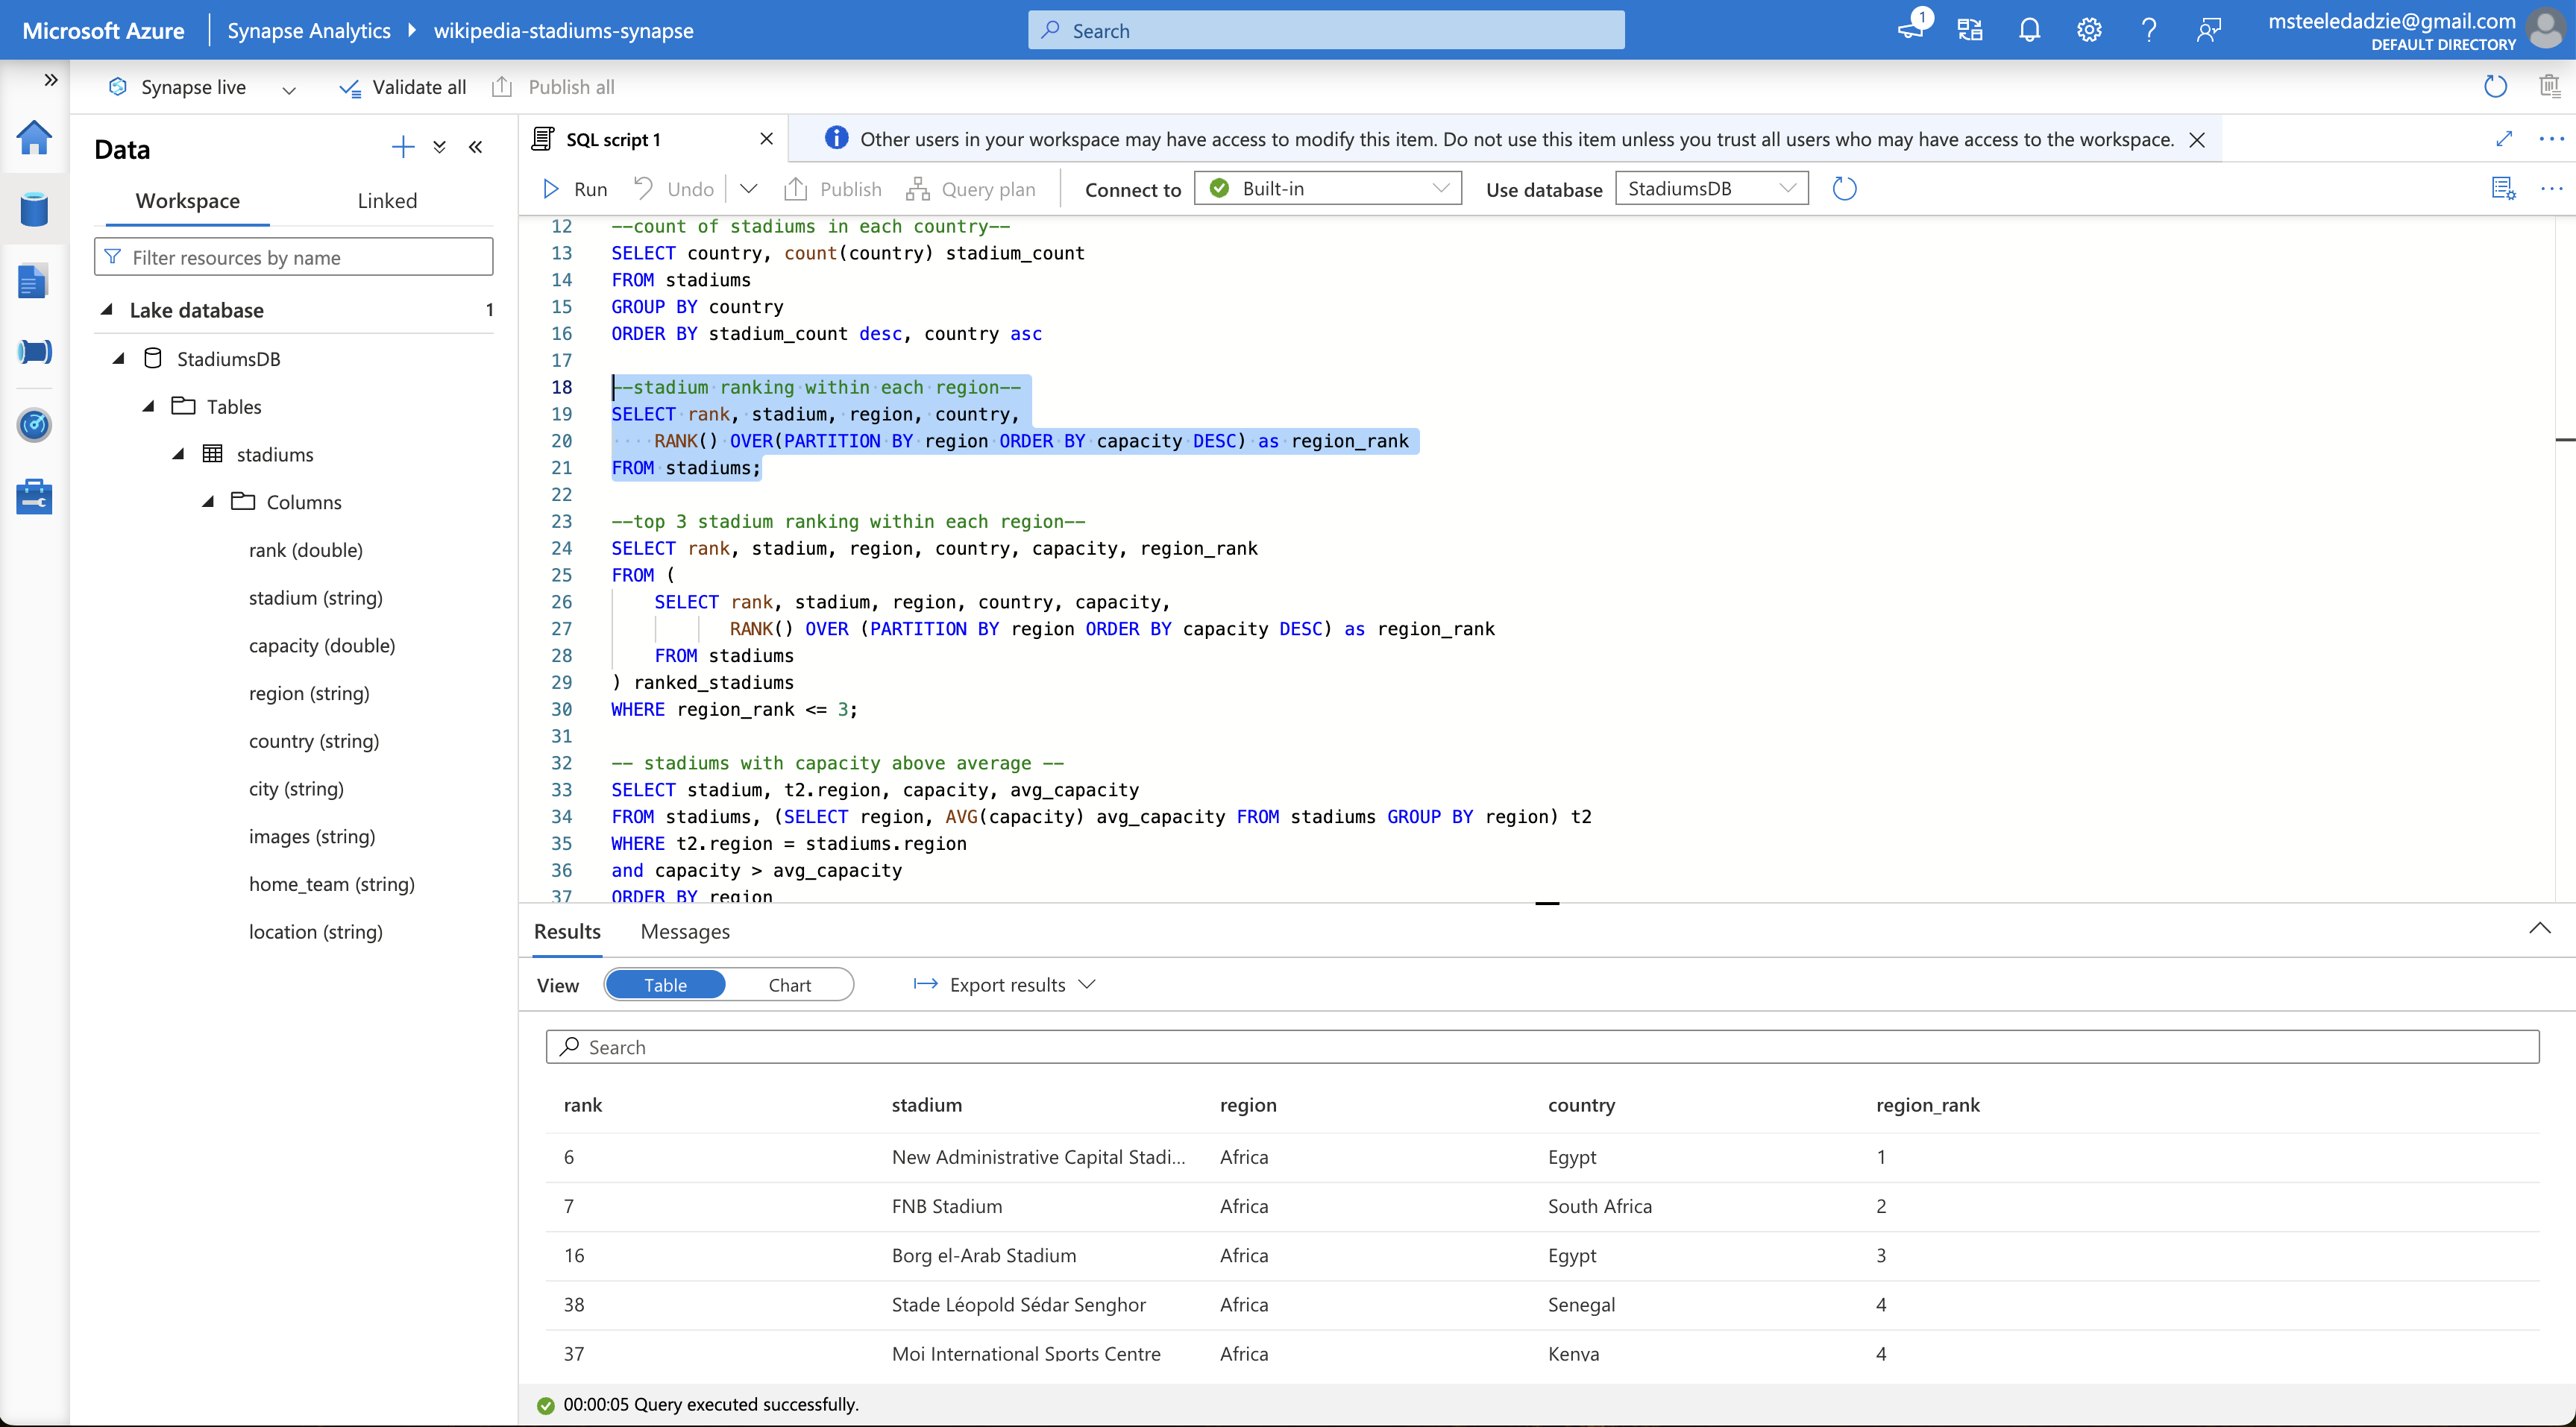 Microsoft Azure Synapse Analytics wikipedia-stadiums-synapse Search 1 msteeledadzie@gmail.com
DEFAULT DIRECTORY
Synapse live Validate all Publish all
Data
Workspace Linked
Filter resources by name
Lake database 1
StadiumsDB
Tables
stadiums
Columns
rank (double)
stadium (string)
capacity (double)
region (string)
country (string)
city (string)
images (string)
home_team (string)
location (string)
SQL script 1 Other users in your workspace may have access to modify this item. Do not use this item unless you trust all users who may have access to the workspace.
Run Undo Publish Query plan Connect to Built-in Use database StadiumsDB
12 --count of stadiums in each country--
13 SELECT country, count(country) stadium_count
14 FROM stadiums
15 GROUP BY country
16 ORDER BY stadium_count desc, country asc
17
18 --stadium ranking within each region--
19 SELECT rank, stadium, region, country,
20 RANK() OVER(PARTITION BY region ORDER BY capacity DESC) as region_rank
21 FROM stadiums;
22
23 --top 3 stadium ranking within each region--
24 SELECT rank, stadium, region, country, capacity, region_rank
25 FROM (
26 SELECT rank, stadium, region, country, capacity,
27 RANK() OVER (PARTITION BY region ORDER BY capacity DESC) as region_rank
28 FROM stadiums
29 ) ranked_stadiums
30 WHERE region_rank <= 3;
31
32 -- stadiums with capacity above average --
33 SELECT stadium, t2.region, capacity, avg_capacity
34 FROM stadiums, (SELECT region, AVG(capacity) avg_capacity FROM stadiums GROUP BY region) t2
35 WHERE t2.region = stadiums.region
36 and capacity > avg_capacity
37 ORDER BY region
Results Messages
View Table Chart Export results
Search
rank stadium region country region_rank
6 New Administrative Capital Stadi... Africa Egypt 1
7 FNB Stadium Africa South Africa 2
16 Borg el-Arab Stadium Africa Egypt 3
38 Stade Léopold Sédar Senghor Africa Senegal 4
37 Moi International Sports Centre Africa Kenya 4
00:00:05 Query executed successfully.